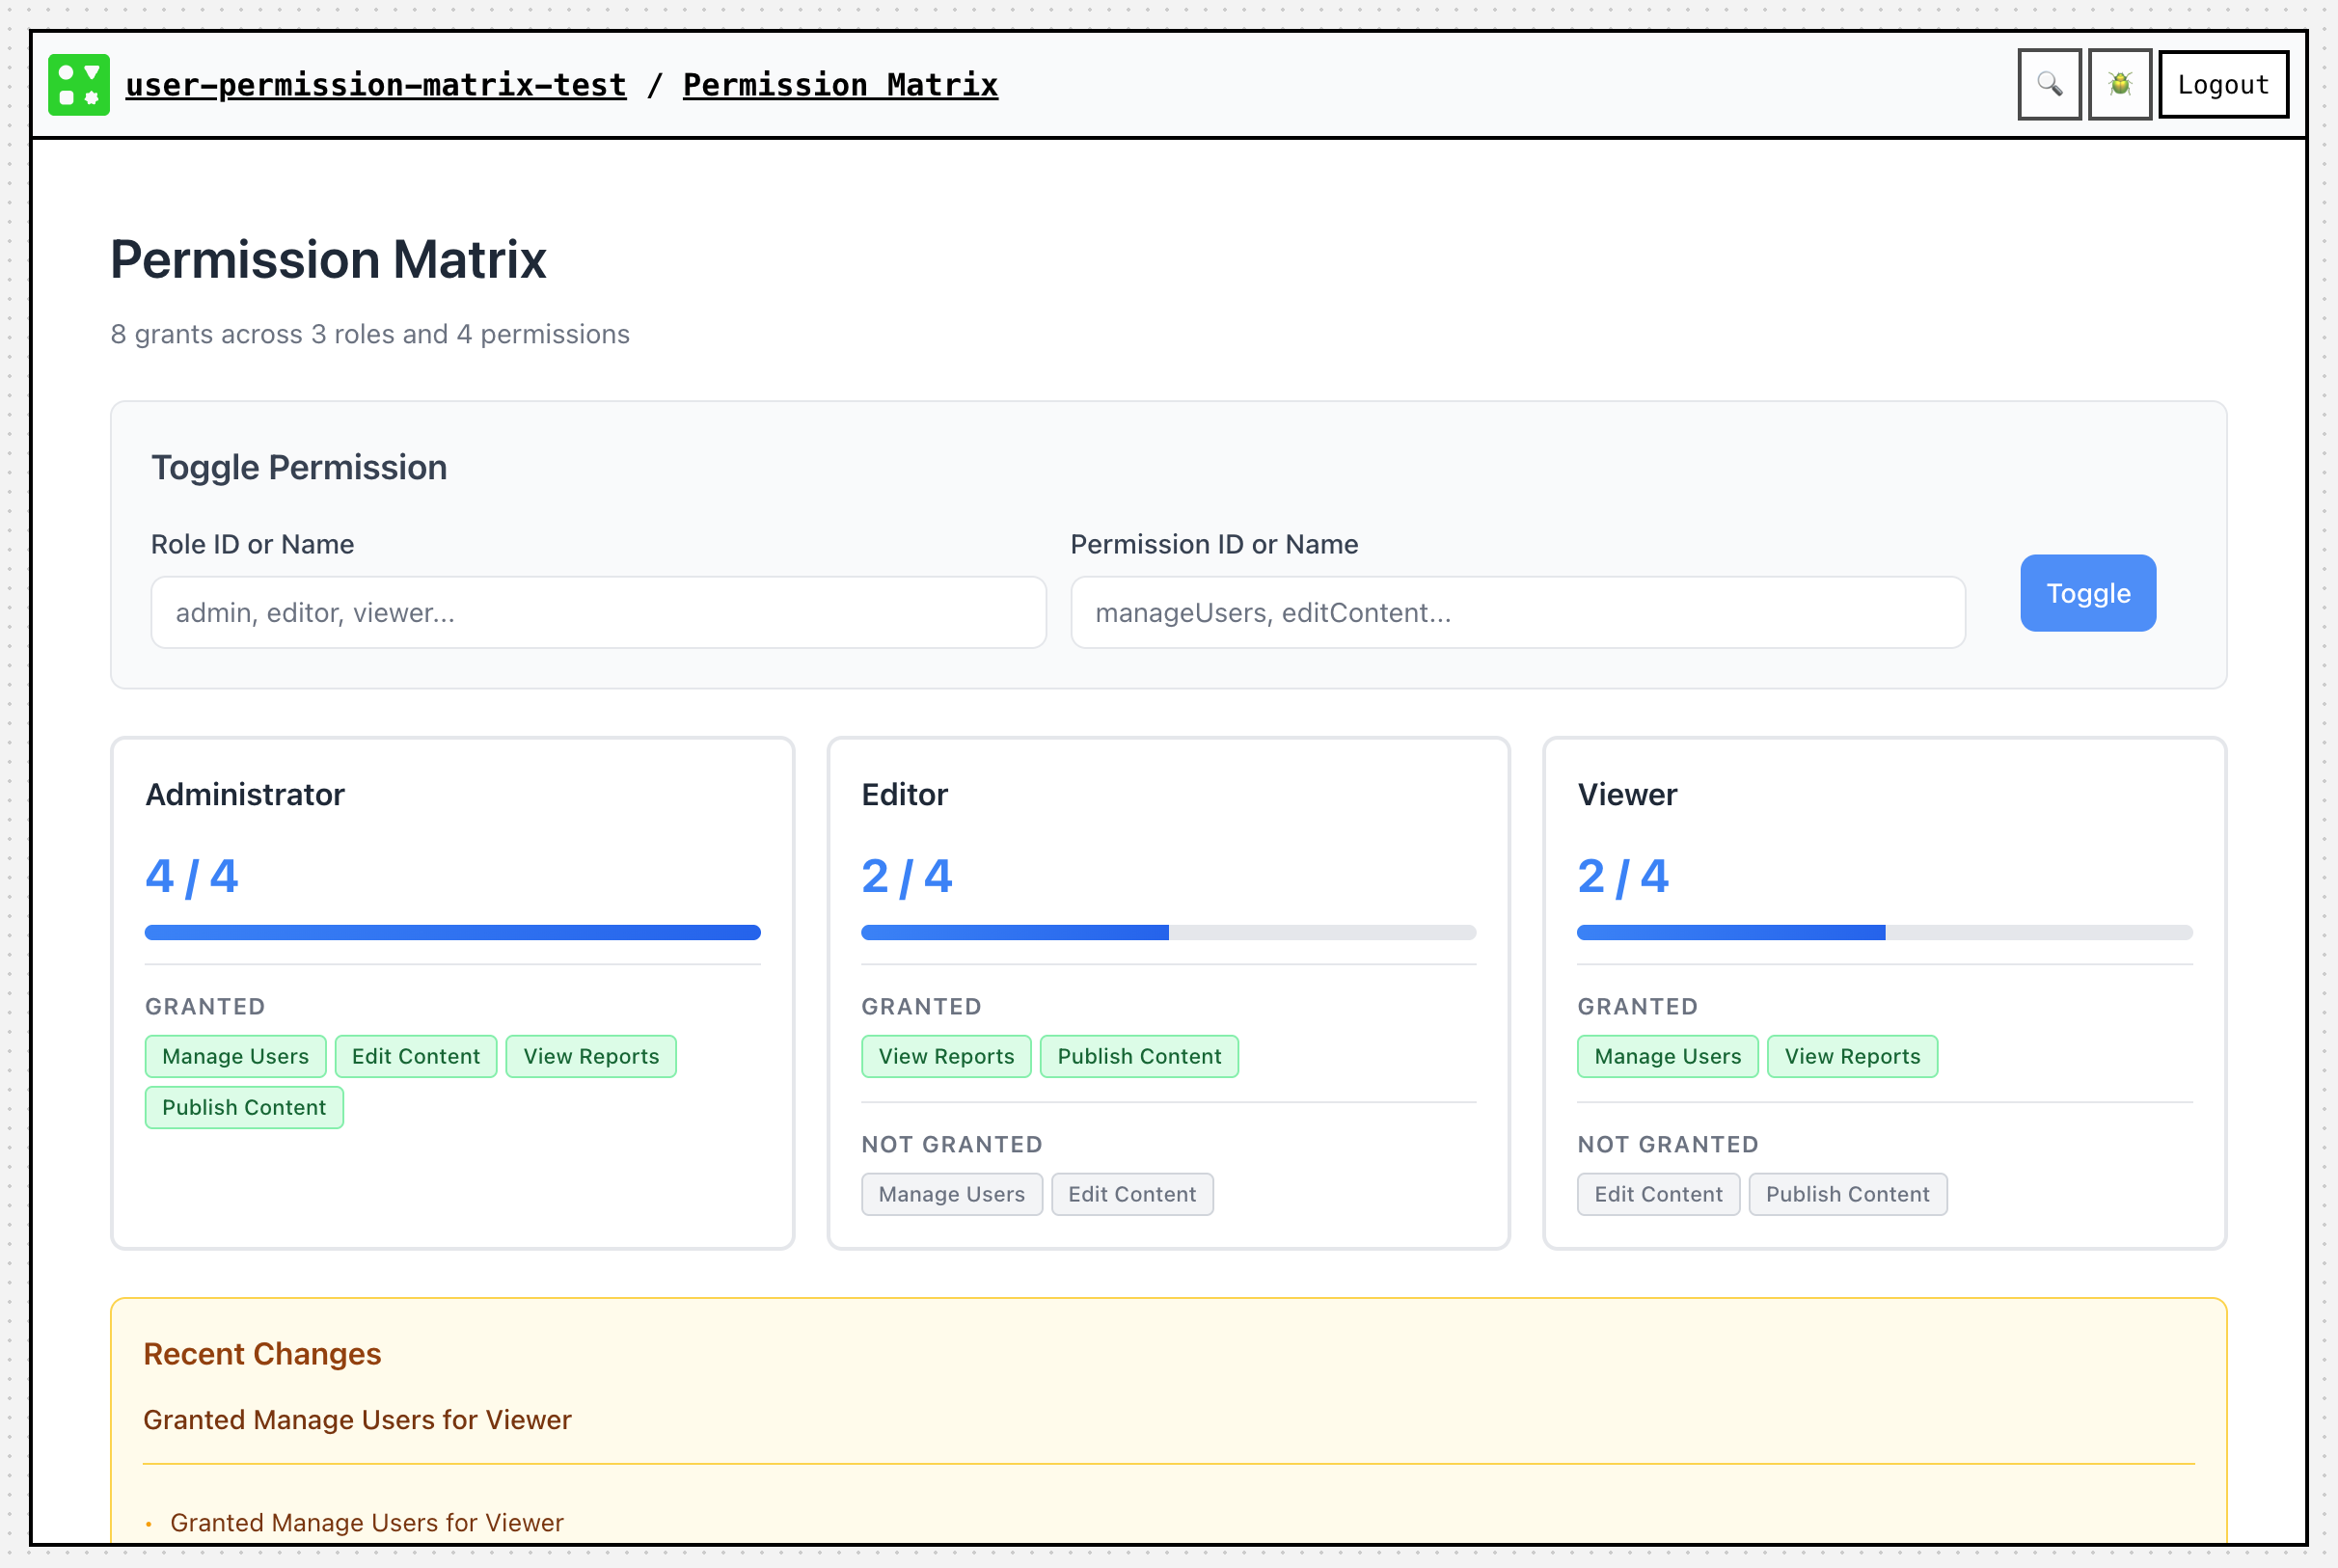 user-permission-matrix-test / Permission Matrix
Logout
Permission Matrix
8 grants across 3 roles and 4 permissions
Toggle Permission
Role ID or Name
Permission ID or Name
admin, editor, viewer...
manageUsers, editContent...
Toggle
Administrator
4 / 4
GRANTED
Manage Users
Edit Content
View Reports
Publish Content
Editor
2 / 4
GRANTED
View Reports
Publish Content
NOT GRANTED
Manage Users
Edit Content
Viewer
2 / 4
GRANTED
Manage Users
View Reports
NOT GRANTED
Edit Content
Publish Content
Recent Changes
Granted Manage Users for Viewer
• Granted Manage Users for Viewer